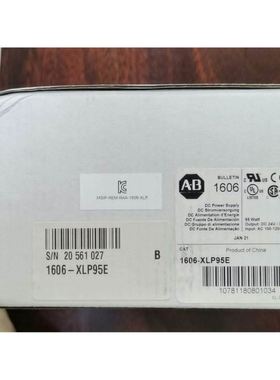 MSIP-REM-RAA-1606-XLP
S/N 20 561 027
B
1606-XLP95E
AB
BULLETIN
1606
DC Power Supply
DC Stromversorgung
DC Alimentation d'Energie
DC Fuente De Alimentación
DC Gruppo di alimentazione
DC Fonte De Alimentação
95 Watt
Output: DC 24V
Input: AC 100-120
JAN 21
CAT
Product of China
1606-XLP95E
10781180801034